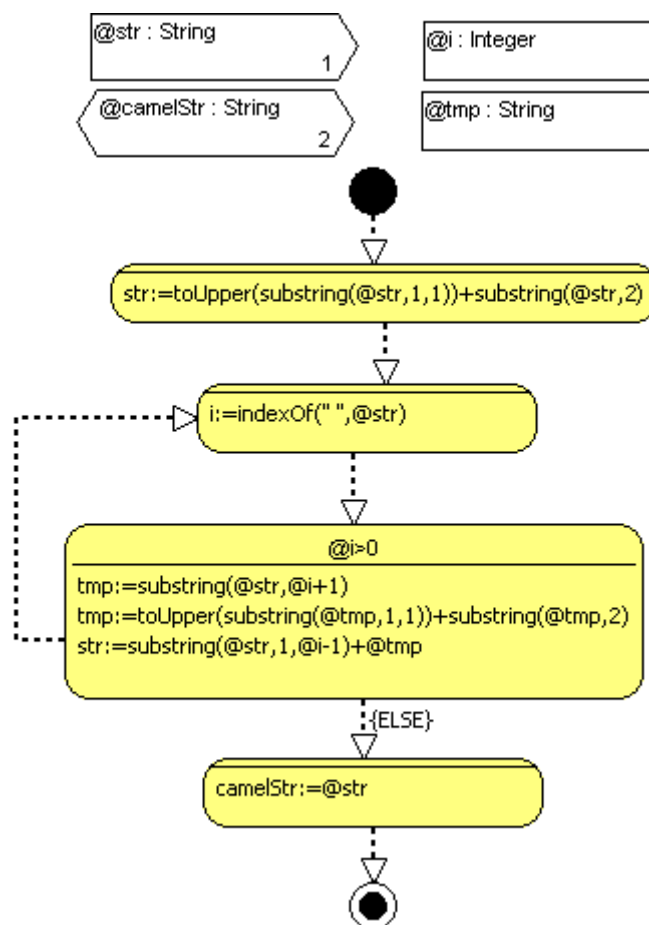 @str : String
1
@i : Integer
@camelStr : String
2
@tmp : String
str:=toUpper(substring(@str,1,1))+substring(@str,2)
i:=indexOf(" ",@str)
@i>0
tmp:=substring(@str,@i+1)
tmp:=toUpper(substring(@tmp,1,1))+substring(@tmp,2)
str:=substring(@str,1,@i-1)+@tmp
{ELSE}
camelStr:=@str